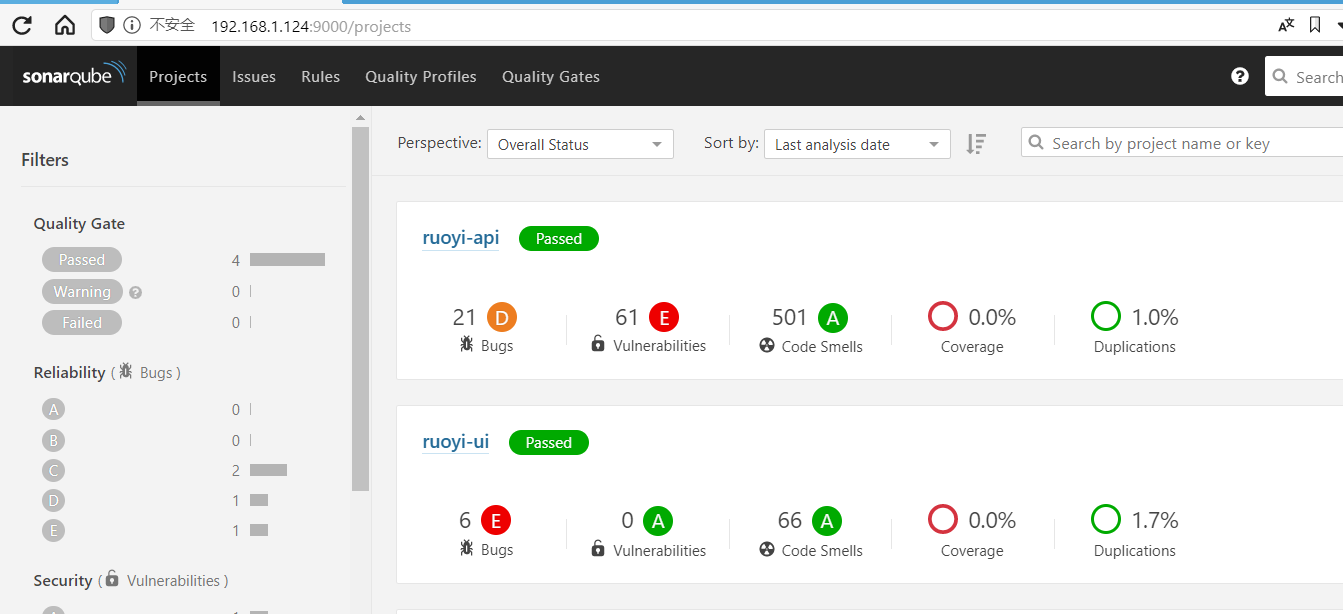 不安全 192.168.1.124:9000/projects
sonarqube Projects Issues Rules Quality Profiles Quality Gates ? Search
Filters
Quality Gate
Passed 4
Warning ? 0
Failed 0
Reliability ( Bugs )
A 0
B 0
C 2
D 1
E 1
Security ( Vulnerabilities )
Perspective: Overall Status Sort by: Last analysis date Search by project name or key
ruoyi-api Passed
21 D 61 E 501 A 0.0% 1.0%
Bugs Vulnerabilities Code Smells Coverage Duplications
ruoyi-ui Passed
6 E 0 A 66 A 0.0% 1.7%
Bugs Vulnerabilities Code Smells Coverage Duplications